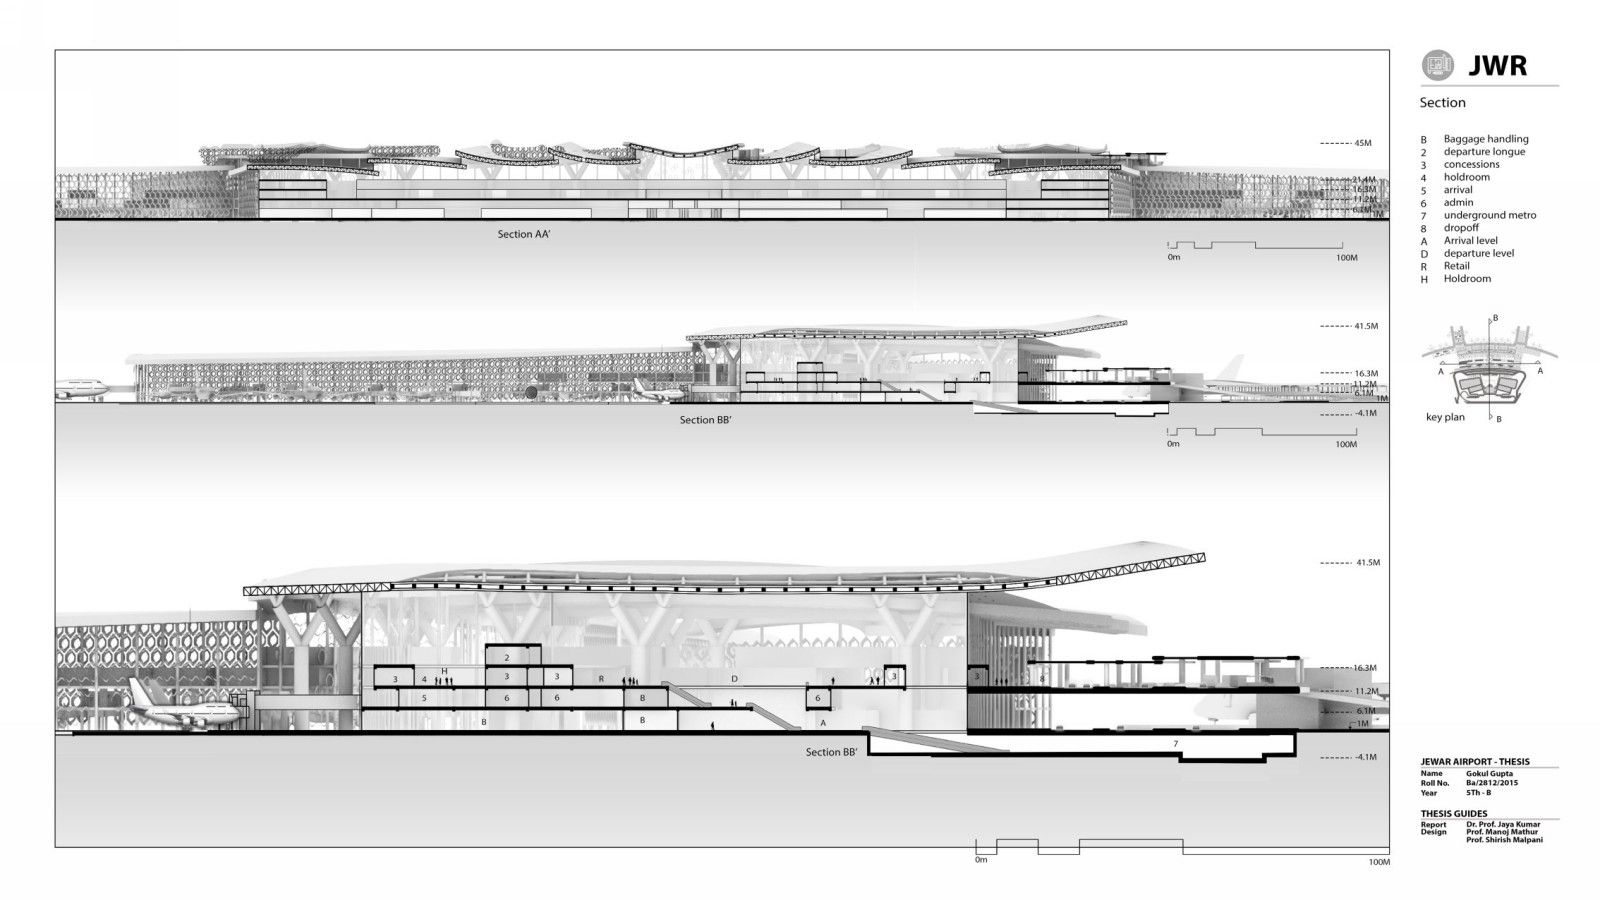 JWR
Section
B Baggage handling
2 departure longue
3 concessions
4 holdroom
5 arrival
6 admin
7 underground metro
8 dropoff
A Arrival level
D departure level
R Retail
H Holdroom
B
A A
key plan B
45M
21.4M
16.3M
11.2M
6.1M
1M
Section AA'
0m 100M
41.5M
16.3M
11.2M
6.1M
1M
-4.1M
Section BB'
0m 100M
41.5M
2
H
3 4 3 3 R D 3 3 8
16.3M
5 6 6 B 6
11.2M
6.1M
B B A
1M
7
Section BB'
-4.1M
0m 100M
JEWAR AIRPORT - THESIS
Name Gokul Gupta
Roll No. Ba/2812/2015
Year 5Th - B
THESIS GUIDES
Report Dr. Prof. Jaya Kumar
Design Prof. Manoj Mathur
Prof. Shirish Malpani